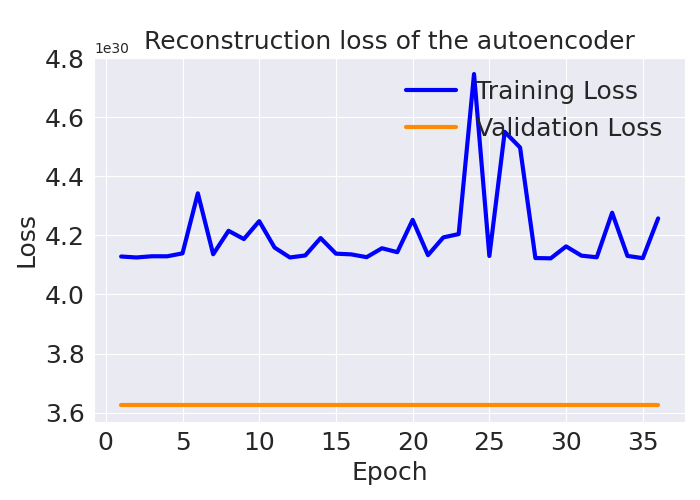 Reconstruction loss of the autoencoder
1e30
4.8
4.6
4.4
4.2
4.0
3.8
3.6
Loss
Training Loss
Validation Loss
0 5 10 15 20 25 30 35
Epoch